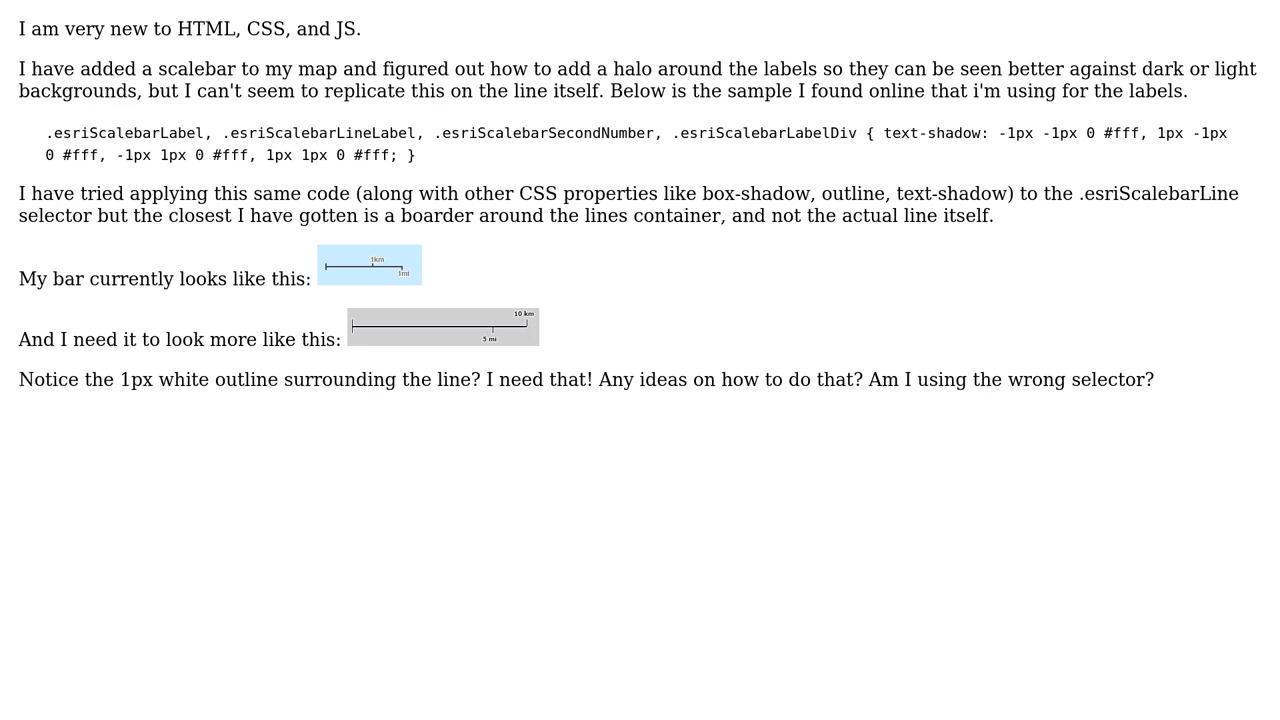 I am very new to HTML, CSS, and JS.
I have added a scalebar to my map and figured out how to add a halo around the labels so they can be seen better against dark or light
backgrounds, but I can't seem to replicate this on the line itself. Below is the sample I found online that i'm using for the labels.
.esriScalebarLabel, .esriScalebarLineLabel, .esriScalebarSecondNumber, .esriScalebarLabelDiv { text-shadow: -1px -1px 0 #fff, 1px -1px
0 #fff, -1px 1px 0 #fff, 1px 1px 0 #fff; }
I have tried applying this same code (along with other CSS properties like box-shadow, outline, text-shadow) to the .esriScalebarLine
selector but the closest I have gotten is a boarder around the lines container, and not the actual line itself.
1km
My bar currently looks like this:
1mi
10 km
And I need it to look more like this:
5 mi
Notice the 1px white outline surrounding the line? I need that! Any ideas on how to do that? Am I using the wrong selector?